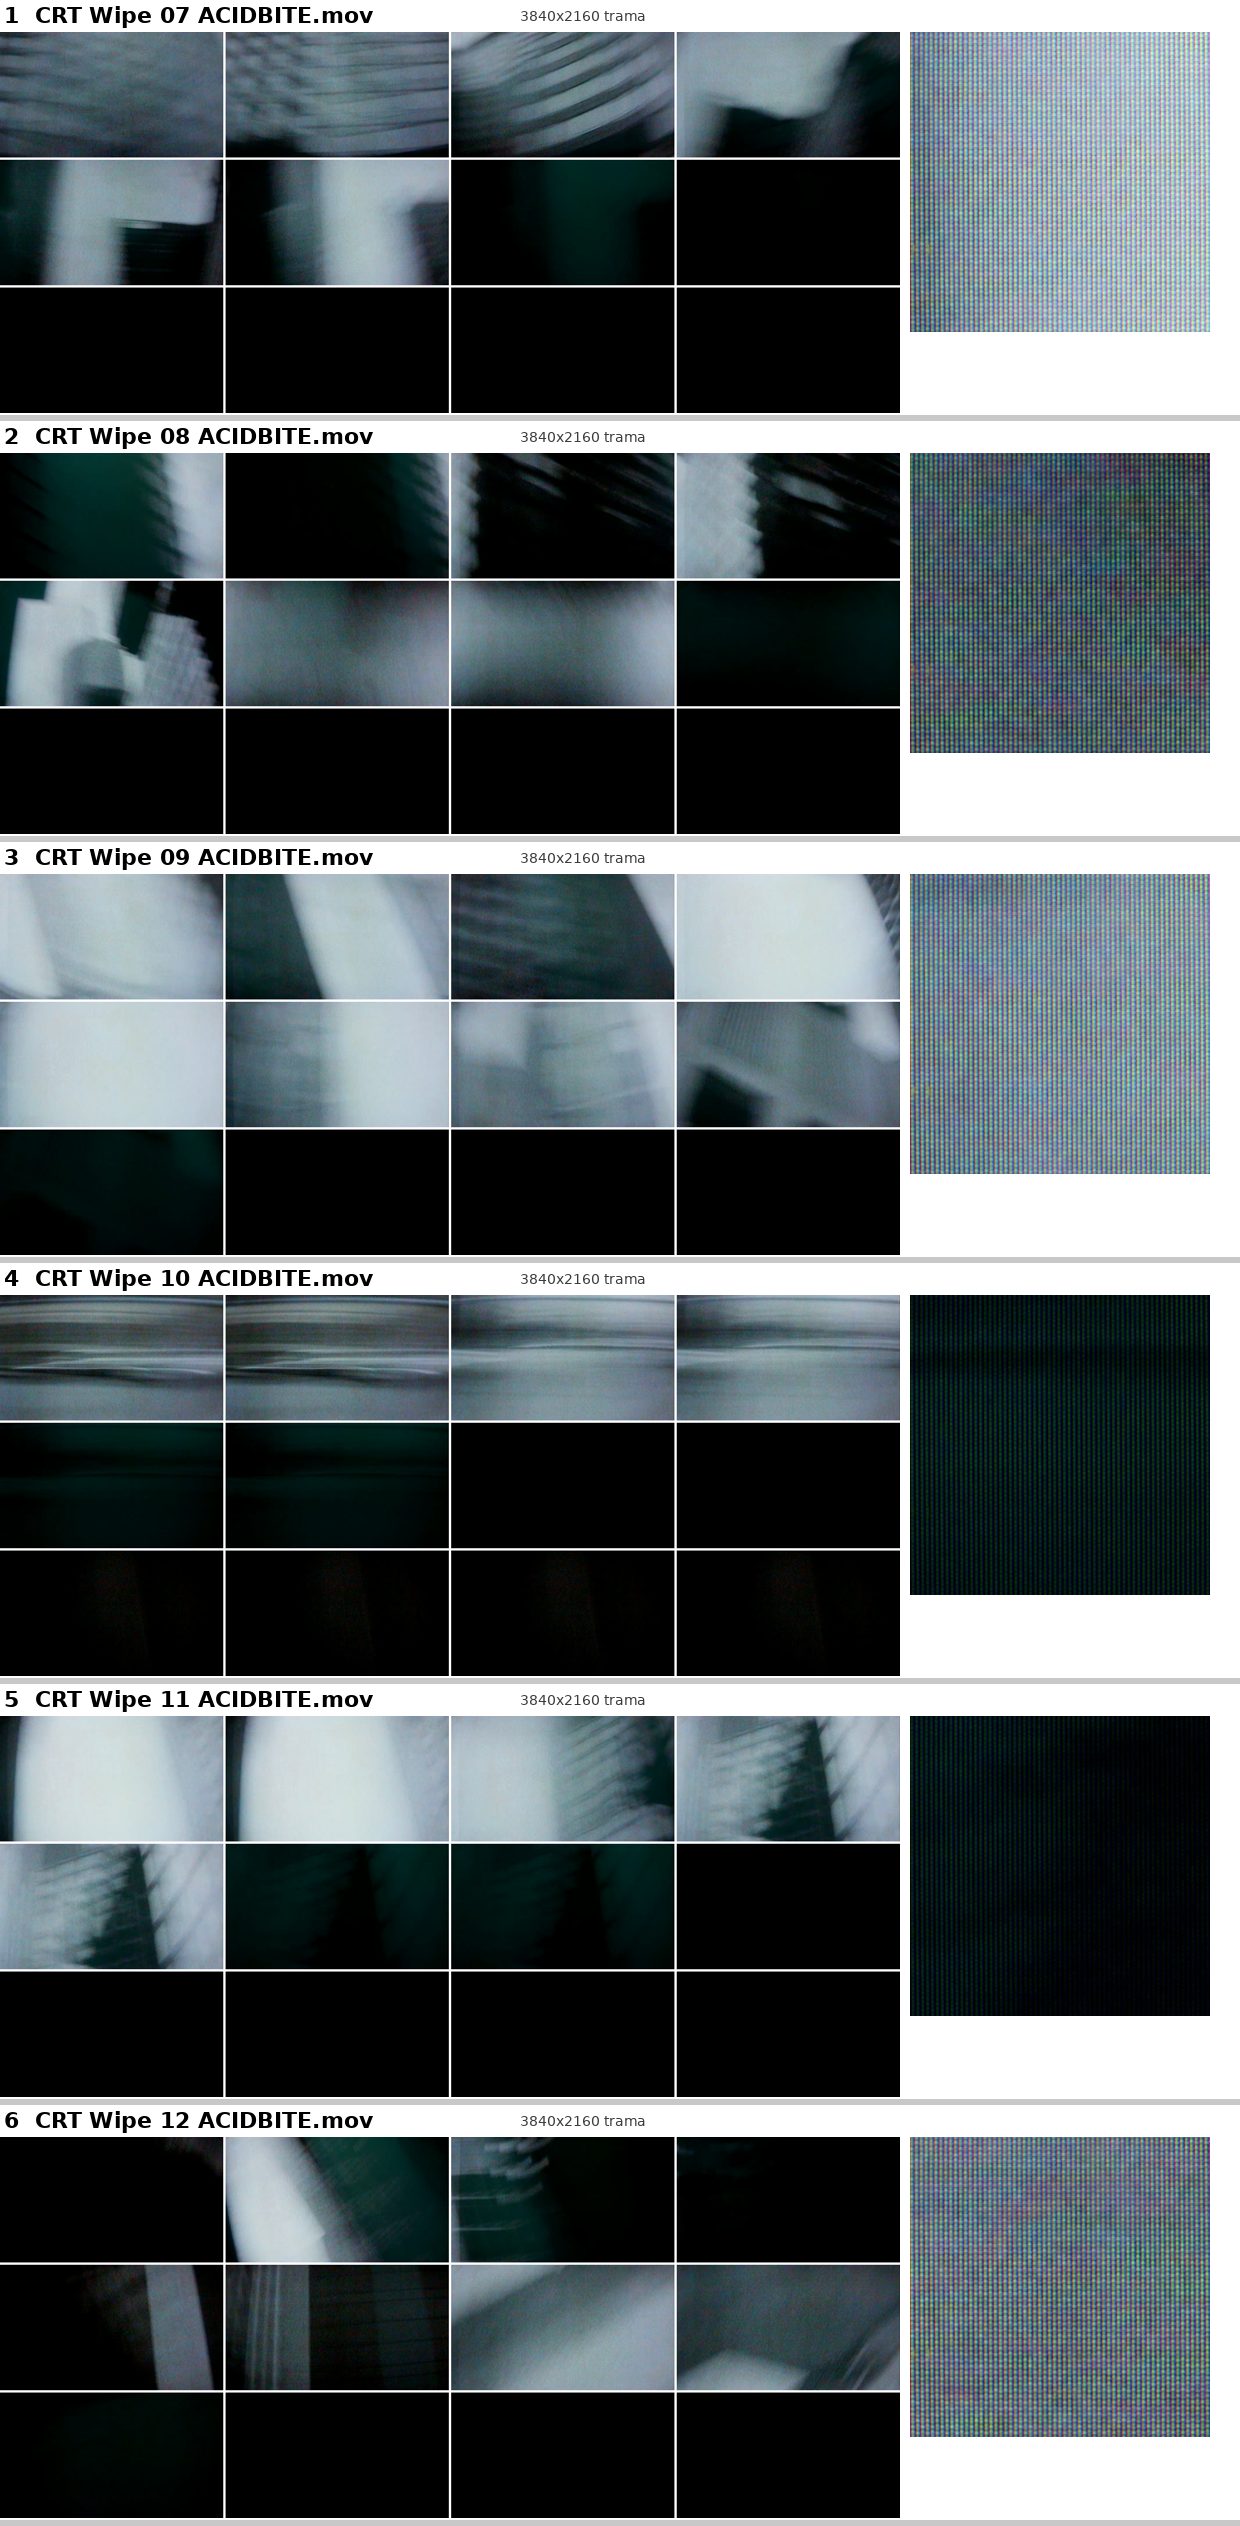 1 CRT Wipe 07 ACIDBITE.mov 3840x2160 trama
2 CRT Wipe 08 ACIDBITE.mov 3840x2160 trama
3 CRT Wipe 09 ACIDBITE.mov 3840x2160 trama
4 CRT Wipe 10 ACIDBITE.mov 3840x2160 trama
5 CRT Wipe 11 ACIDBITE.mov 3840x2160 trama
6 CRT Wipe 12 ACIDBITE.mov 3840x2160 trama